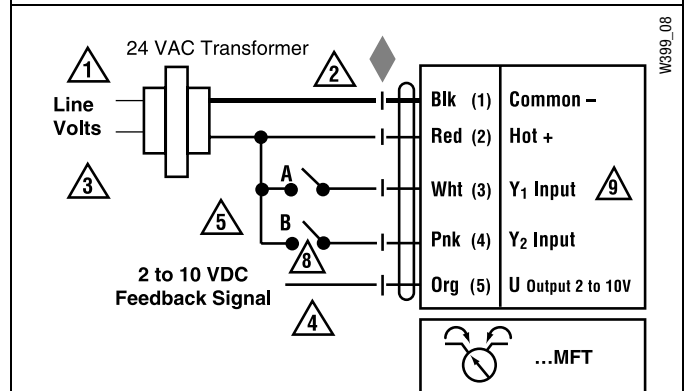 W399_08
24 VAC Transformer
1
2
Line
Volts
3
Blk (1) Common –
Red (2) Hot +
A
Wht (3) Y₁ Input
9
5
B
Pnk (4) Y₂ Input
8
2 to 10 VDC
Feedback Signal
Org (5) U Output 2 to 10V
4
...MFT